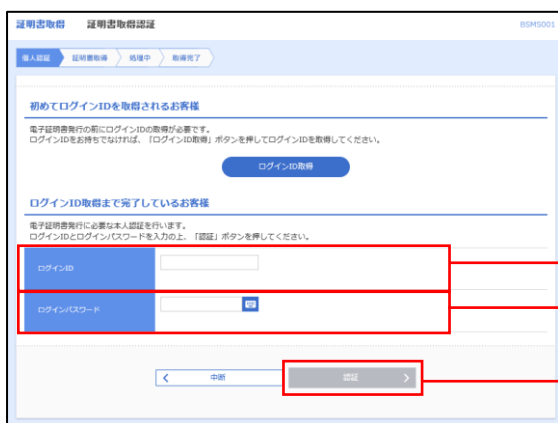 証明書取得 証明書取得認証 BSMS001
個人認証 証明書取得 処理中 取得完了
初めてログインIDを取得されるお客様
電子証明書発行の前にログインIDの取得が必要です。
ログインIDをお持ちでなければ、「ログインID取得」ボタンを押してログインIDを取得してください。
ログインID取得
ログインID取得まで完了しているお客様
電子証明書発行に必要な本人認証を行います。
ログインIDとログインパスワードを入力の上、「認証」ボタンを押してください。
ログインID
ログインパスワード
中断 認証